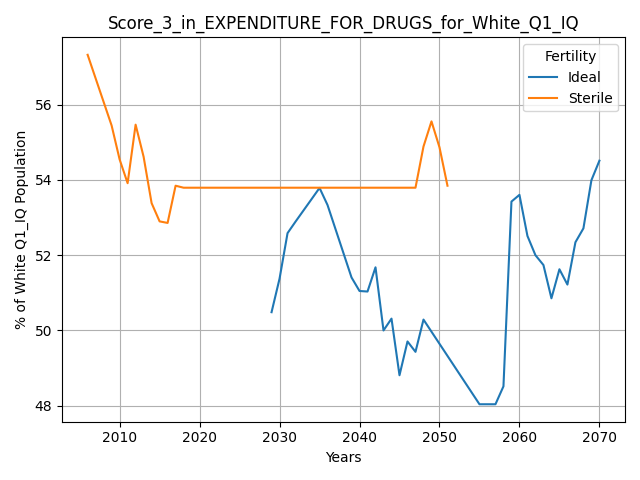 Score_3_in_EXPENDITURE_FOR_DRUGS_for_White_Q1_IQ
Fertility
Ideal
Sterile
% of White Q1_IQ Population
56
54
52
50
48
2010 2020 2030 2040 2050 2060 2070
Years